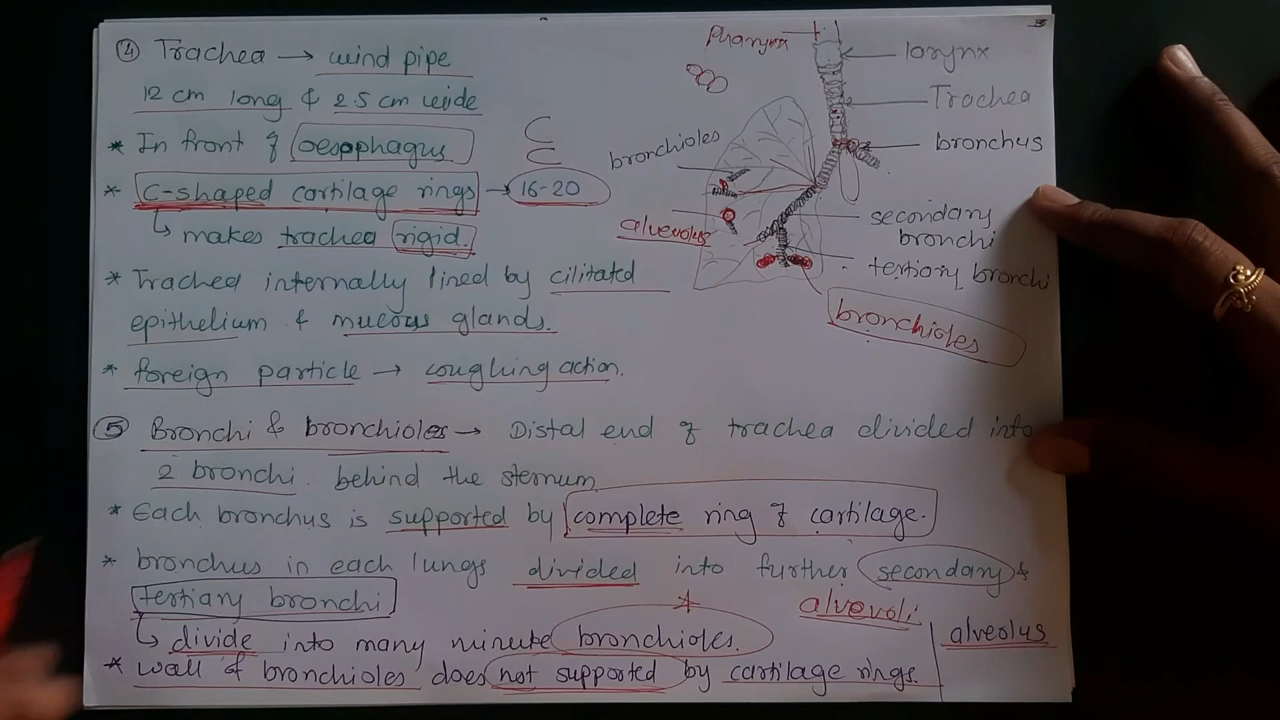 ④ Trachea → wind pipe
12 cm long & 2.5 cm wide
* In front of oesophagus
* C-shaped cartilage rings → 16-20
↳ makes trachea rigid.
* Trachea internally lined by cilitated
epithelium & mucous glands.
* foreign particle → coughing action.
pharynx
larynx
Trachea
bronchus
bronchioles
secondary
bronchi
alvevolus
tertiary bronchi
bronchioles
⑤ Bronchi & bronchioles → Distal end of trachea divided into
2 bronchi. behind the sternum
* Each bronchus is supported by complete ring of cartilage.
* bronchus in each lungs divided into further secondary &
tertiary bronchi
alvevoli
alveolus
↳ divide into many minute bronchioles.
* wall of bronchioles does not supported by cartilage rings.